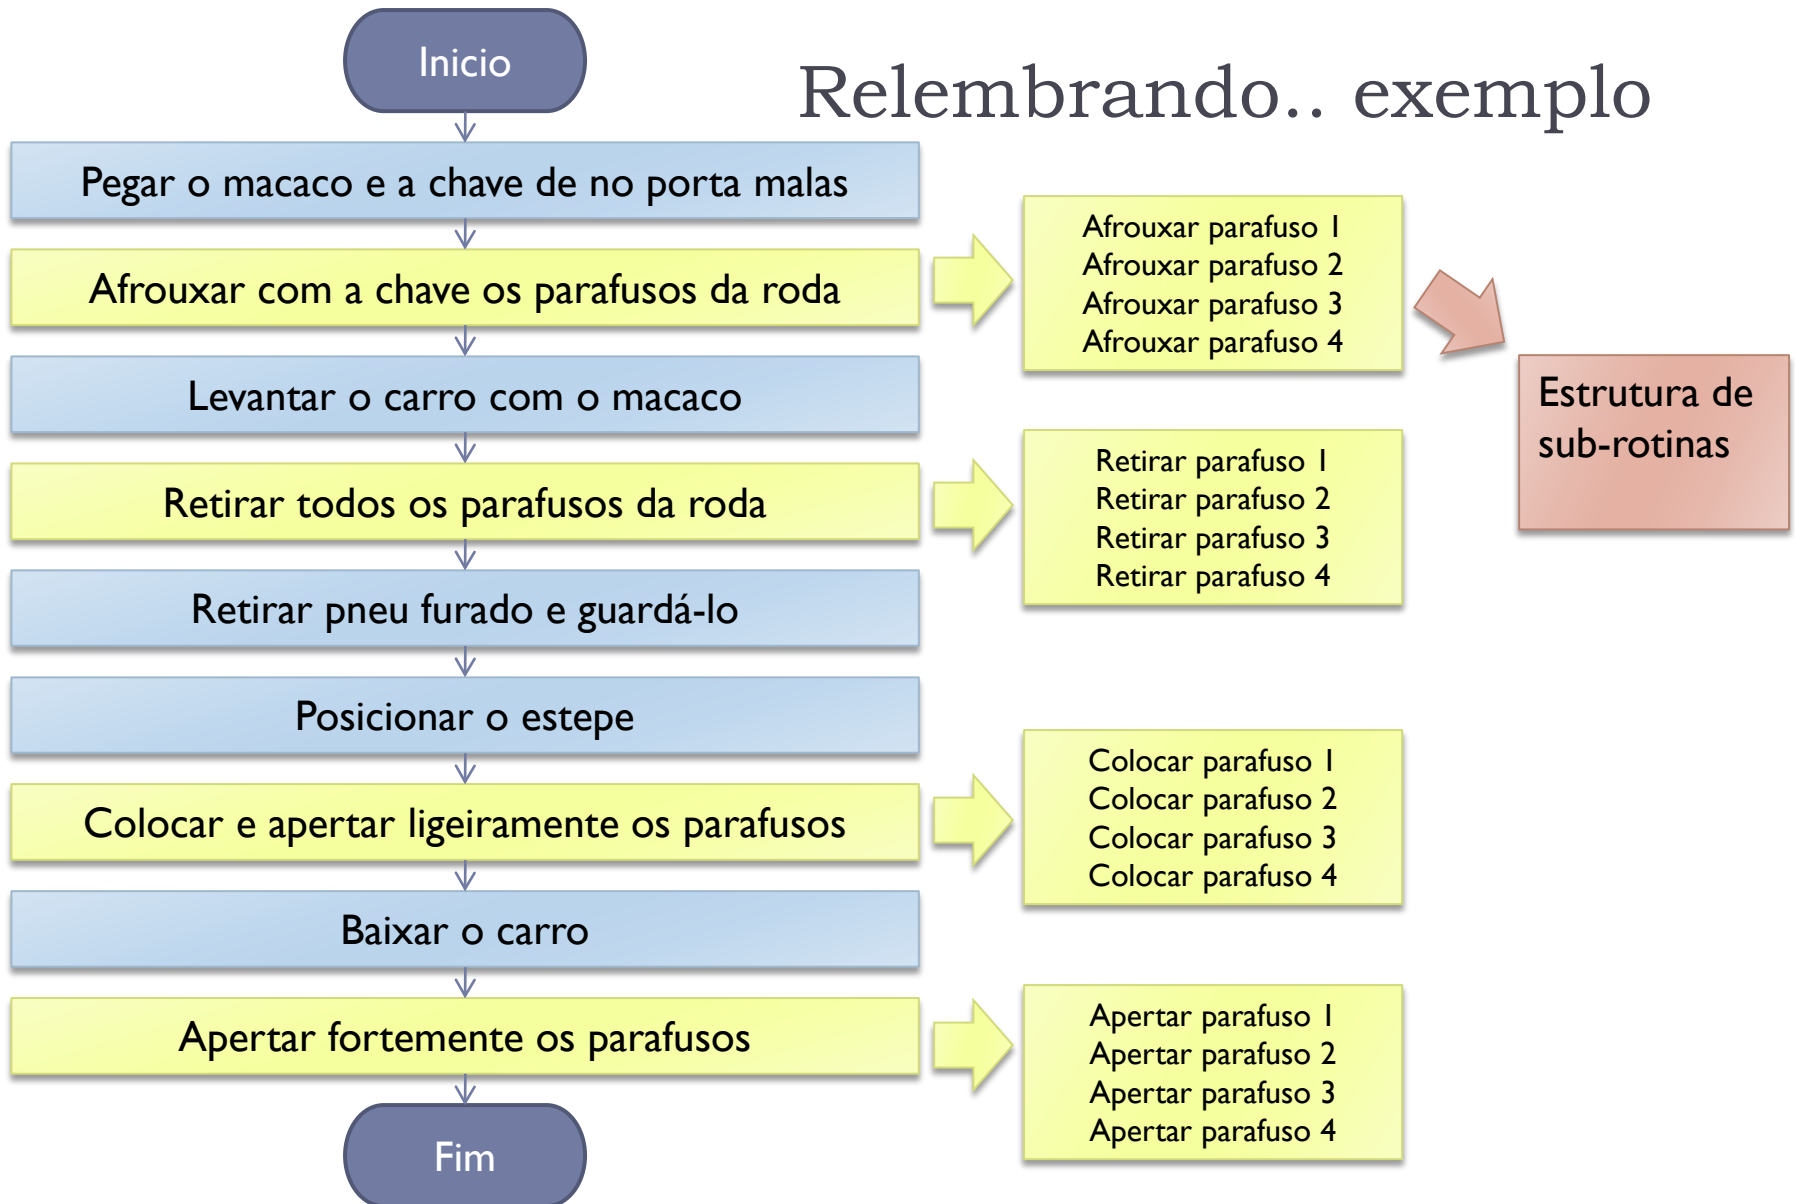 Relembrando.. exemplo
Inicio
Pegar o macaco e a chave de no porta malas
Afrouxar com a chave os parafusos da roda
Afrouxar parafuso 1
Afrouxar parafuso 2
Afrouxar parafuso 3
Afrouxar parafuso 4
Estrutura de
sub-rotinas
Levantar o carro com o macaco
Retirar todos os parafusos da roda
Retirar parafuso 1
Retirar parafuso 2
Retirar parafuso 3
Retirar parafuso 4
Retirar pneu furado e guardá-lo
Posicionar o estepe
Colocar e apertar ligeiramente os parafusos
Colocar parafuso 1
Colocar parafuso 2
Colocar parafuso 3
Colocar parafuso 4
Baixar o carro
Apertar fortemente os parafusos
Apertar parafuso 1
Apertar parafuso 2
Apertar parafuso 3
Apertar parafuso 4
Fim